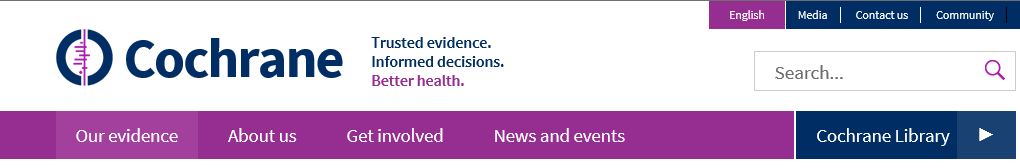 English
Media
Contact us
Community
Cochrane
Trusted evidence.
Informed decisions.
Better health.
Search...
Our evidence
About us
Get involved
News and events
Cochrane Library